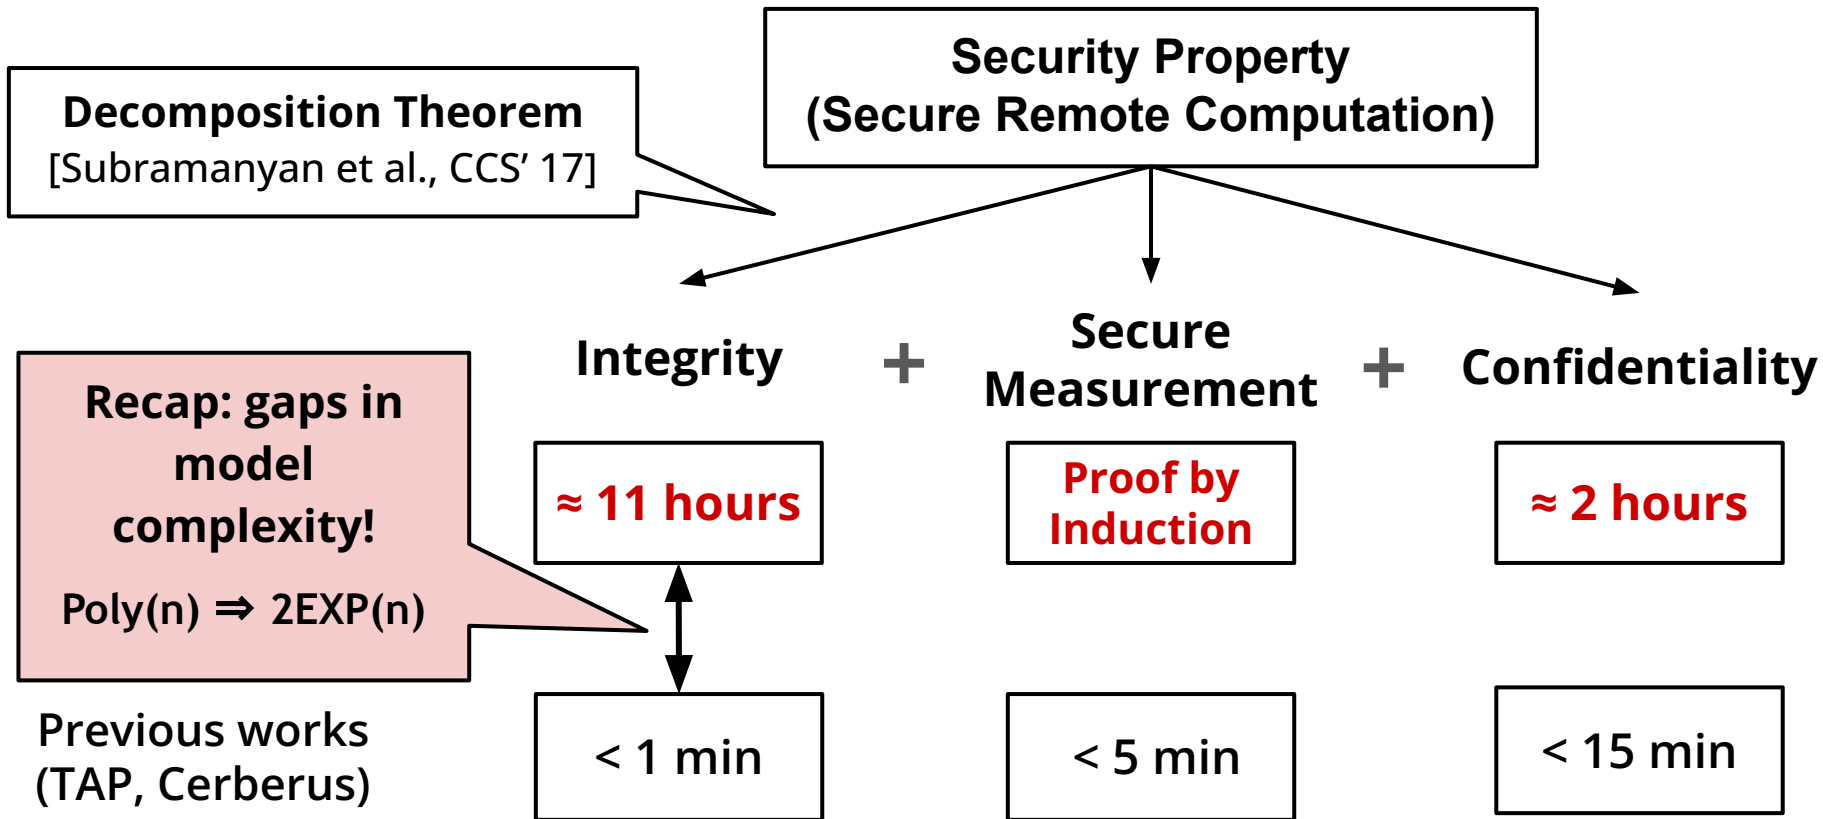 Security Property
(Secure Remote Computation)
Decomposition Theorem
[Subramanyan et al., CCS’ 17]
Integrity
+
Secure
Measurement
+
Confidentiality
Recap: gaps in
model
complexity!
Poly(n) ⇒ 2EXP(n)
≈ 11 hours
Proof by
Induction
≈ 2 hours
Previous works
(TAP, Cerberus)
< 1 min
< 5 min
< 15 min